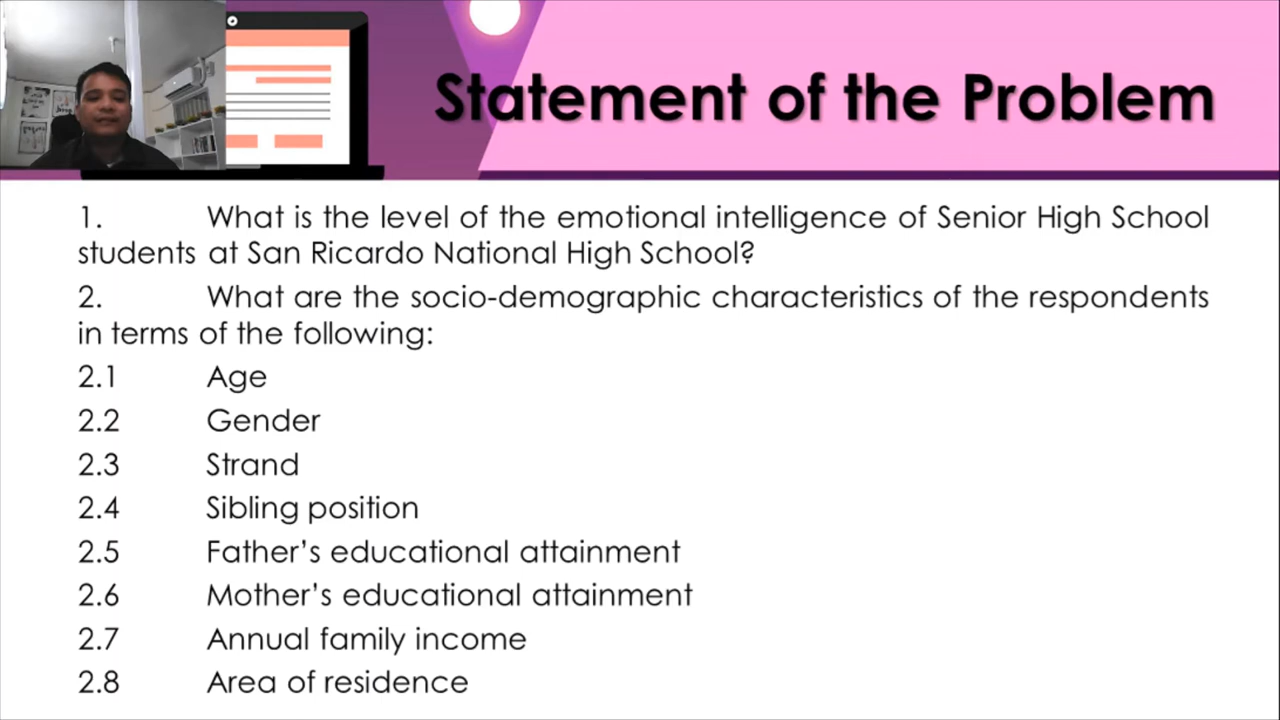 Statement of the Problem
1. What is the level of the emotional intelligence of Senior High School
students at San Ricardo National High School?
2. What are the socio-demographic characteristics of the respondents
in terms of the following:
2.1 Age
2.2 Gender
2.3 Strand
2.4 Sibling position
2.5 Father's educational attainment
2.6 Mother's educational attainment
2.7 Annual family income
2.8 Area of residence